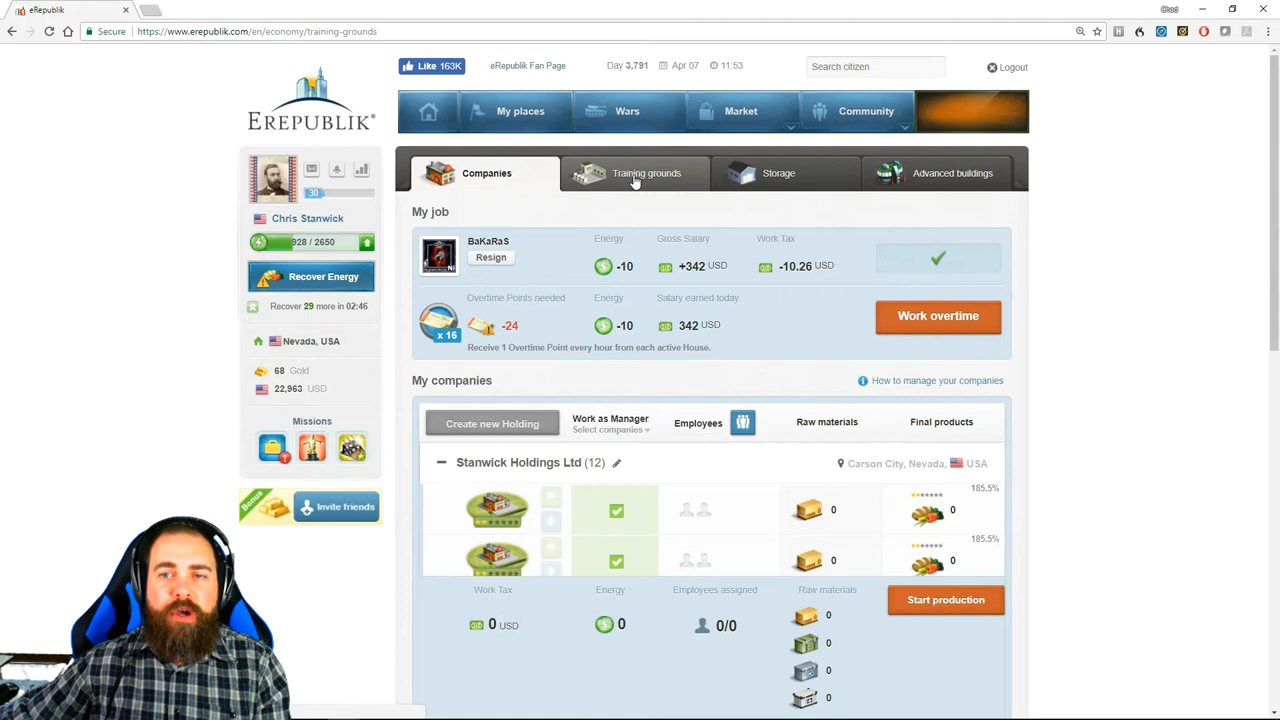 eRepublik
Chad
Secure https://www.erepublik.com/en/economy/training-grounds
Like 163K
eRepublik Fan Page
Day 3,791
Apr 07
11:53
Search citizen
Logout
EREPUBLIK®
My places
Wars
Market
Community
Companies
Training grounds
Storage
Advanced buildings
30
Chris Stanwick
928 / 2650
Recover Energy
Recover 29 more in 02:46
Nevada, USA
68 Gold
22,963 USD
Missions
Bonus
Invite friends
My job
BaKaRaS
Resign
Energy
-10
Gross Salary
+342 USD
Work Tax
-10.26 USD
Overtime Points needed
x 16
-24
Energy
-10
Salary earned today
342 USD
Work overtime
Receive 1 Overtime Point every hour from each active House.
My companies
How to manage your companies
Create new Holding
Work as Manager
Select companies
Employees
Raw materials
Final products
Stanwick Holdings Ltd (12)
Carson City, Nevada, USA
185.5%
0
0
185.5%
0
0
Work Tax
Energy
Employees assigned
Raw materials
Start production
0 USD
0
0/0
0
0
0
0